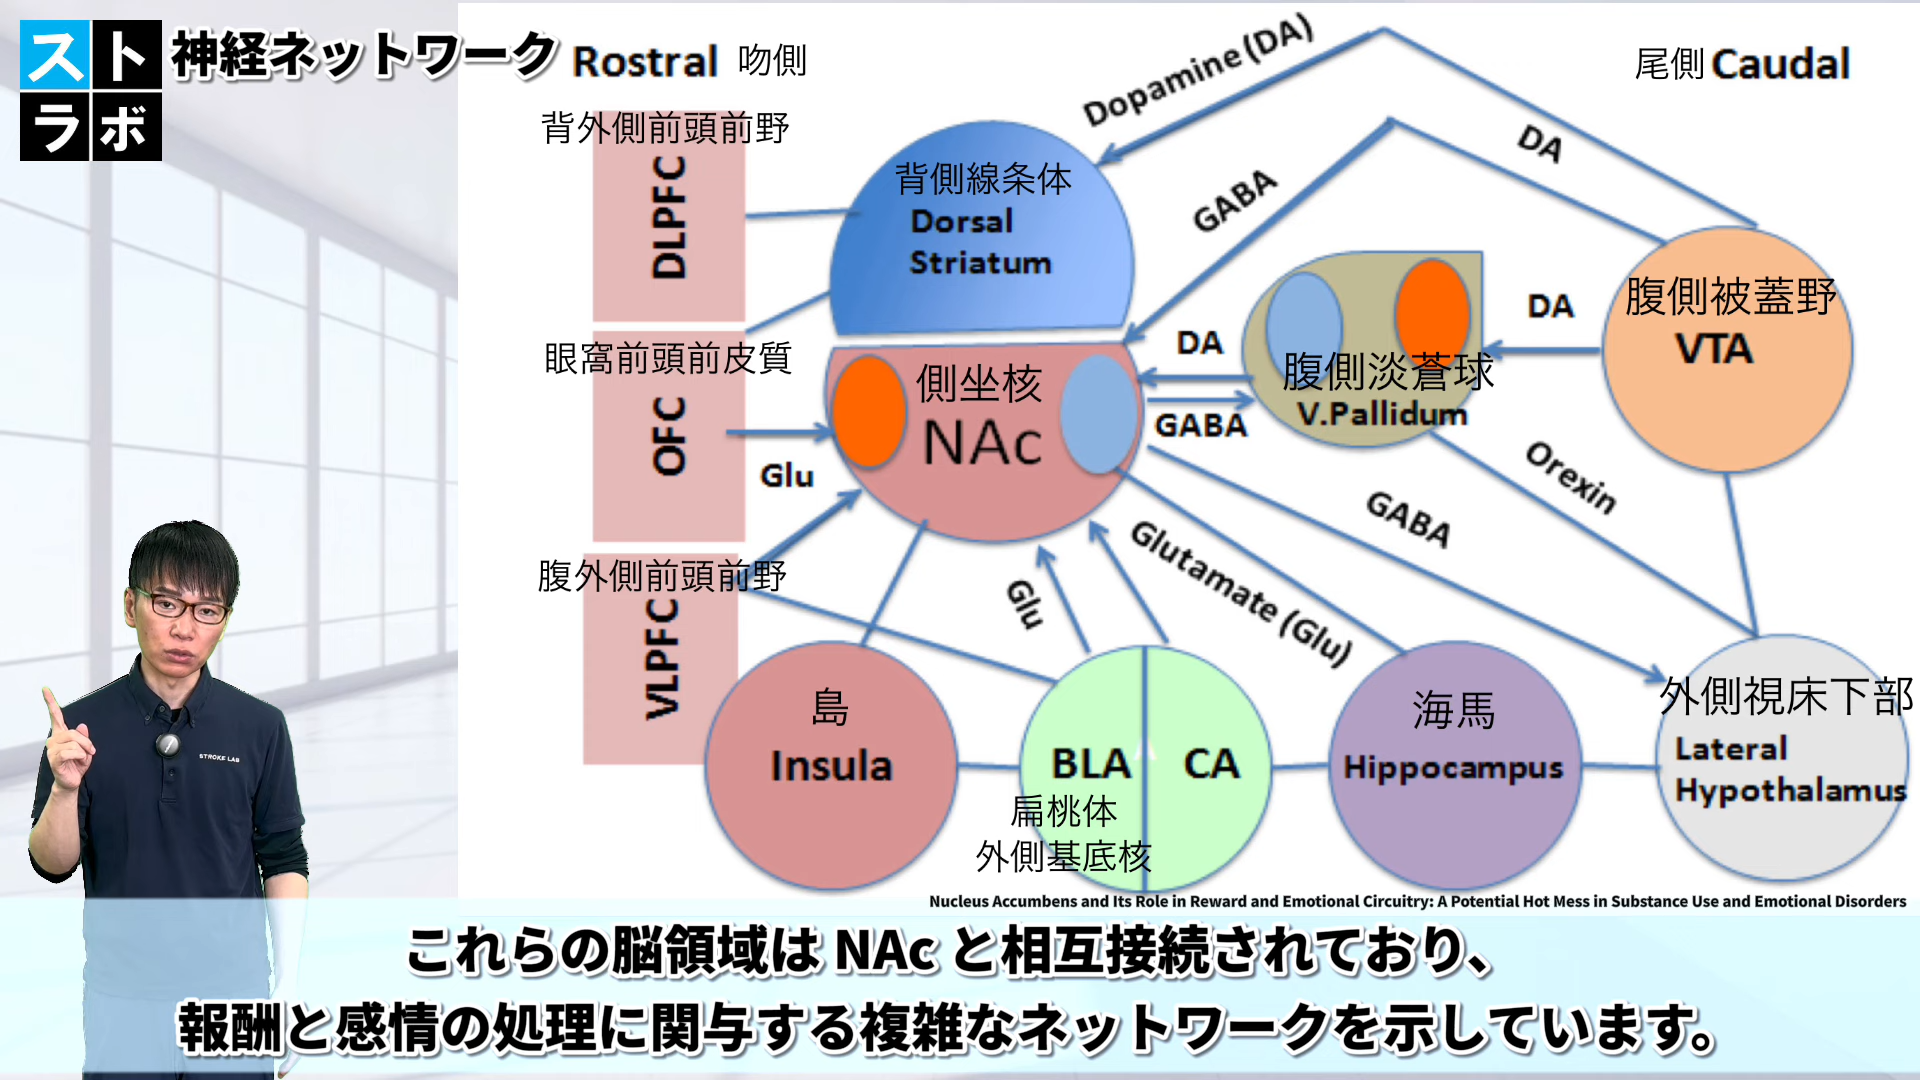 スト
ラボ
神経ネットワーク
Rostral 吻側
尾側 Caudal
背外側前頭前野
DLPFC
眼窩前頭前皮質
OFC
腹外側前頭前野
VLPFC
背側線条体
Dorsal
Striatum
側坐核
NAc
Dopamine (DA)
DA
GABA
DA
GABA
DA
腹側淡蒼球
V.Pallidum
腹側被蓋野
VTA
Glu
Glu
Glutamate (Glu)
GABA
Orexin
島
Insula
BLA
CA
扁桃体
外側基底核
海馬
Hippocampus
外側視床下部
Lateral
Hypothalamus
STROKE LAB
Nucleus Accumbens and Its Role in Reward and Emotional Circuitry: A Potential Hot Mess in Substance Use and Emotional Disorders
これらの脳領域は NAc と相互接続されており、
報酬と感情の処理に関与する複雑なネットワークを示しています。